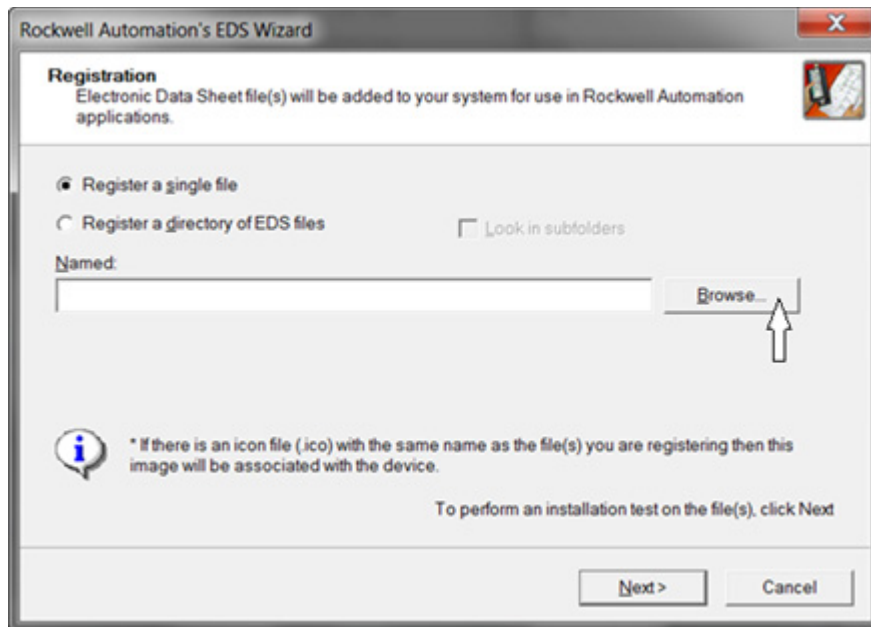 Rockwell Automation's EDS Wizard
Registration
Electronic Data Sheet file(s) will be added to your system for use in Rockwell Automation
applications.
Register a single file
Register a directory of EDS files
Look in subfolders
Named:
Browse...
* If there is an icon file (.ico) with the same name as the file(s) you are registering then this
image will be associated with the device.
To perform an installation test on the file(s), click Next
Next >
Cancel